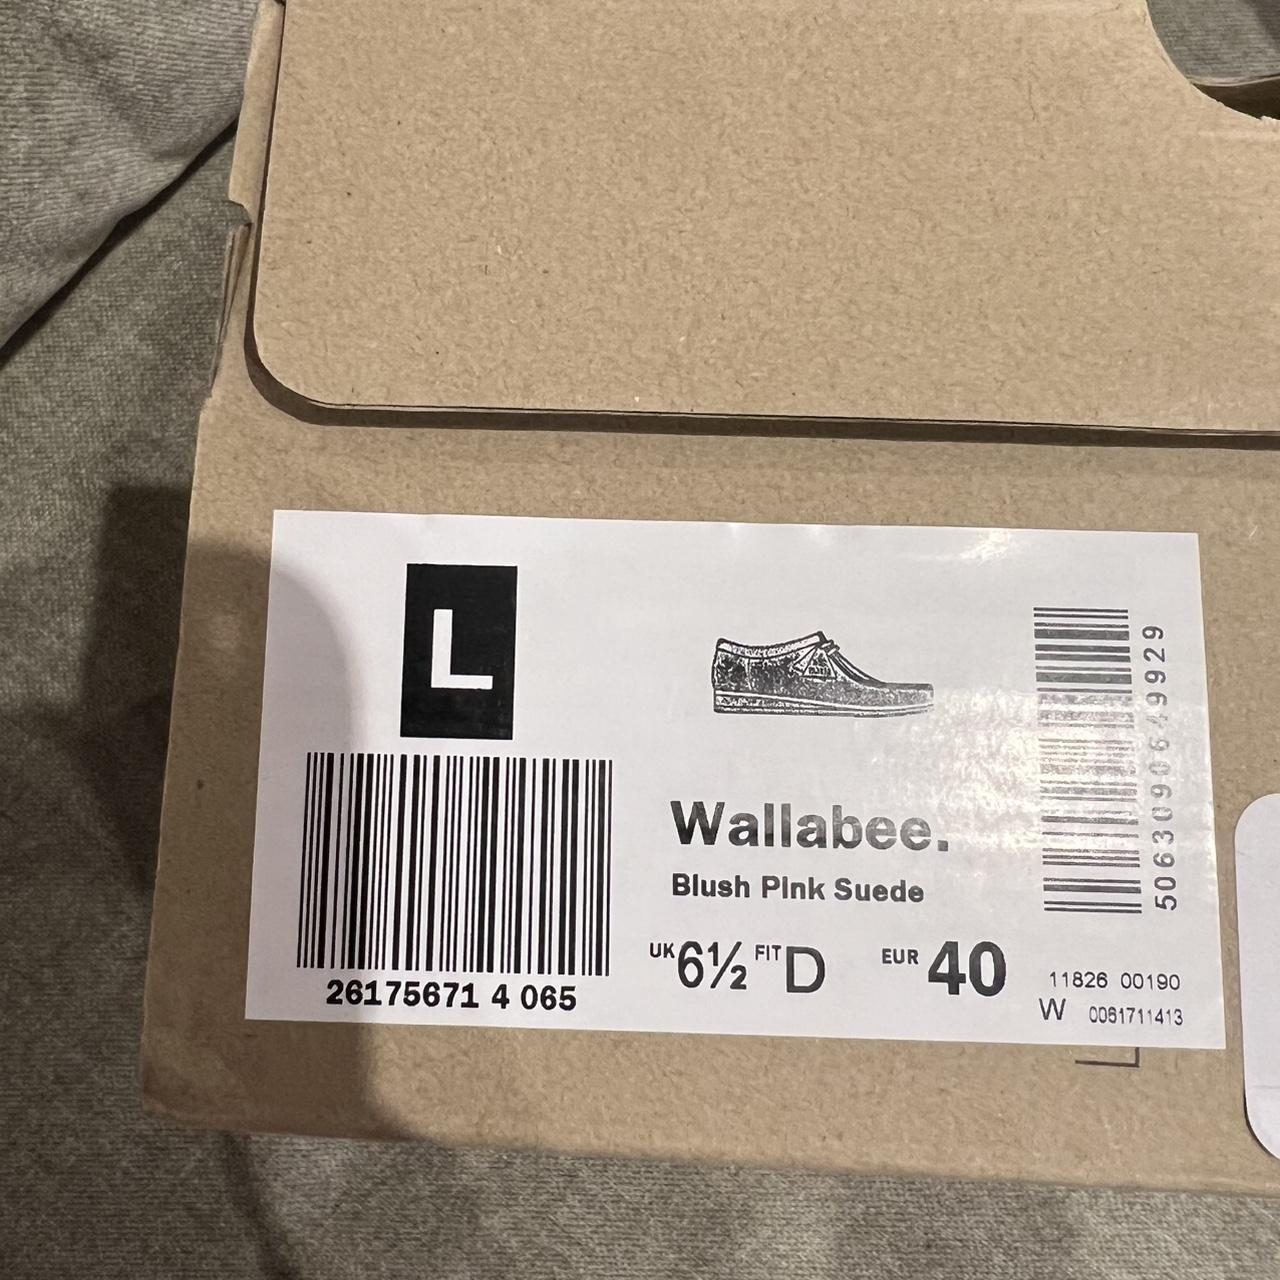 L
26175671 4 065
Wallabee.
Blush Pink Suede
UK 6½ FIT D EUR 40
5063090649929
11826 00190
W 0061711413